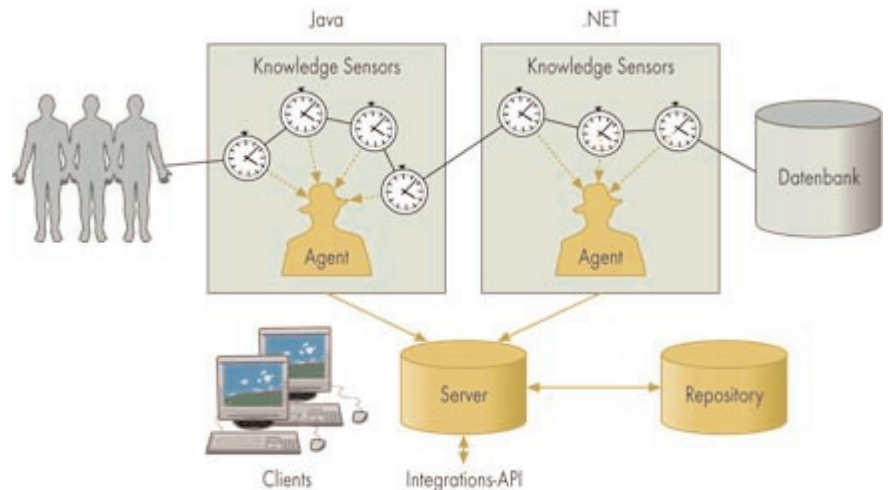 Java
.NET
Knowledge Sensors
Knowledge Sensors
Agent
Agent
Datenbank
Server
Repository
Clients
Integrations-API